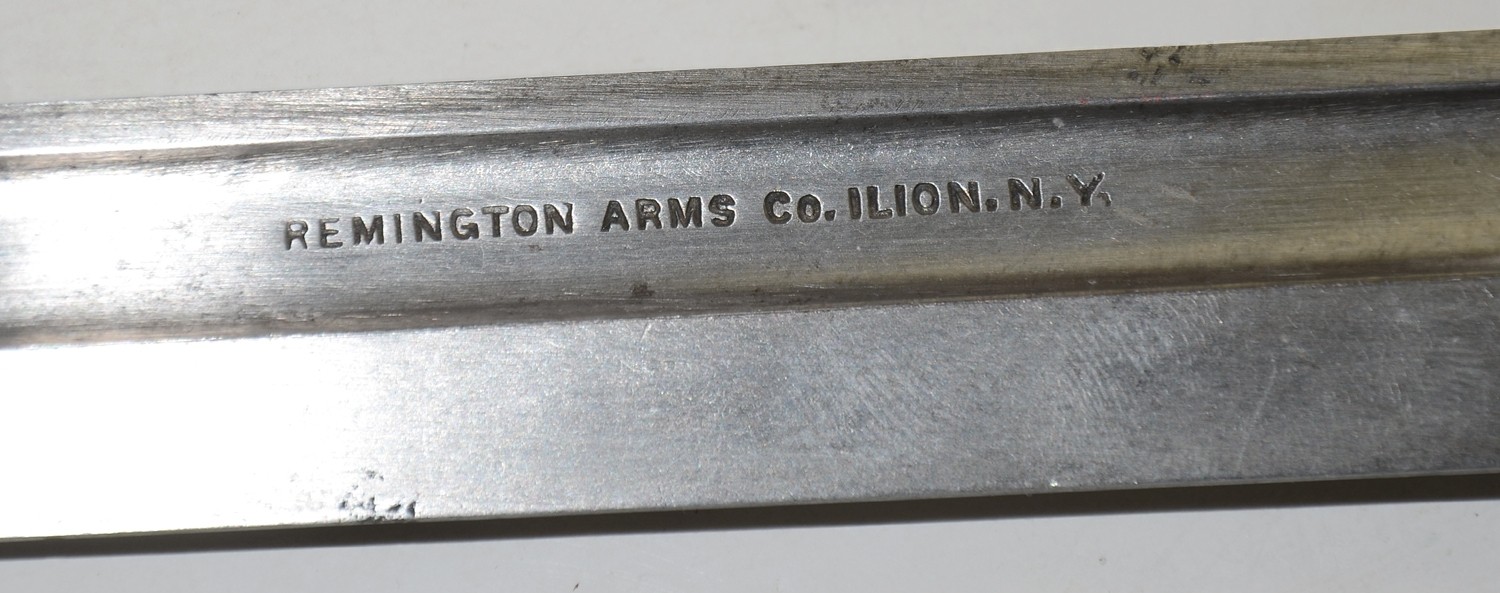 REMINGTON ARMS Co. ILION. N. Y.